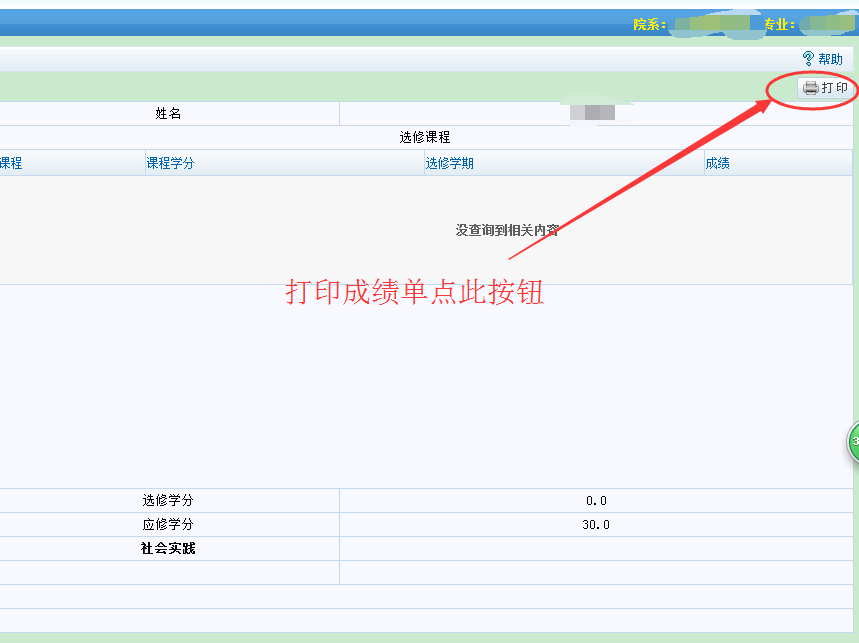 院系： 专业：
帮助
打印
姓名
选修课程
课程 课程学分 选修学期 成绩
没查询到相关内容
打印成绩单点此按钮
3
选修学分 0.0
应修学分 30.0
社会实践